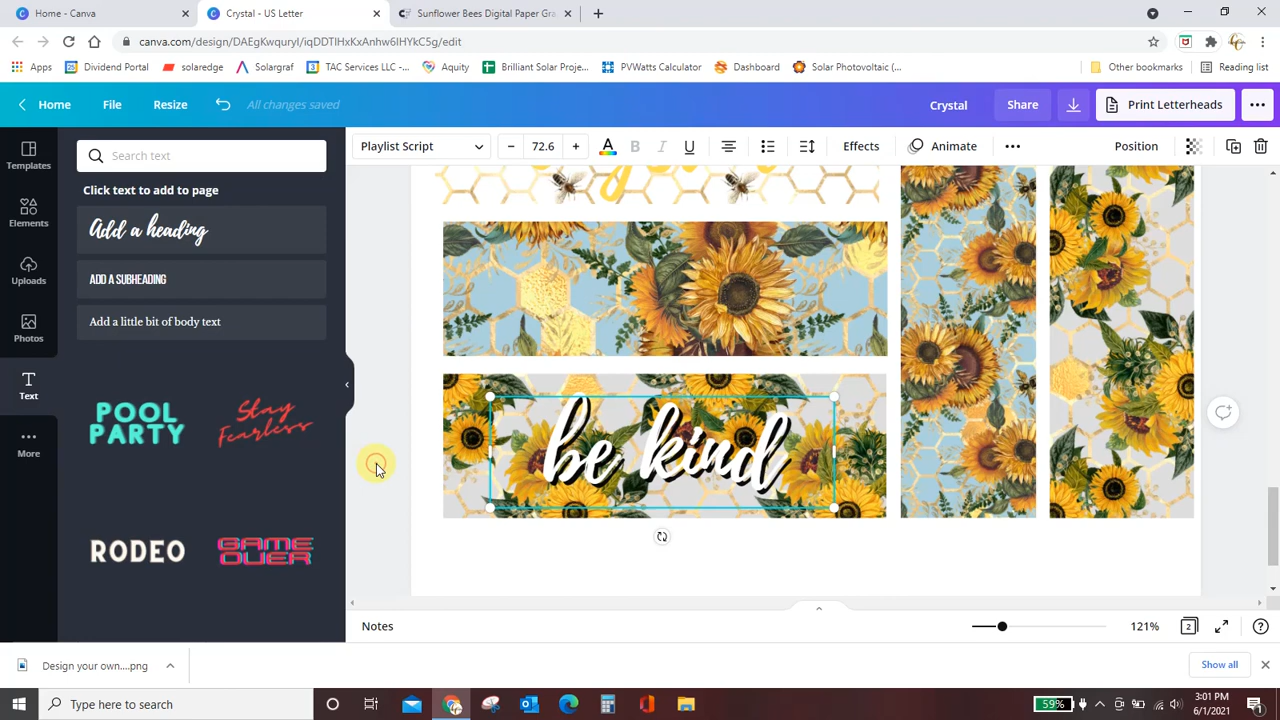 Home - Canva
Crystal - US Letter
Sunflower Bees Digital Paper Gra
canva.com/design/DAEgKwquryI/iqDDTIHxKxAnhw6IHYkC5g/edit
Apps
Dividend Portal
solaredge
Solargraf
TAC Services LLC -...
Aquity
Brilliant Solar Proje...
PVWatts Calculator
Dashboard
Solar Photovoltaic (...
Other bookmarks
Reading list
Home
File
Resize
All changes saved
Crystal
Share
Print Letterheads
Templates
Elements
Uploads
Photos
Text
More
Search text
Click text to add to page
Add a heading
ADD A SUBHEADING
Add a little bit of body text
POOL
PARTY
Stay
Fearless
RODEO
GAME
OVER
Playlist Script
72.6
A
B
I
U
Effects
Animate
Position
be kind
Notes
121%
2
Design your own....png
Show all
Type here to search
59%
3:01 PM
6/1/2021